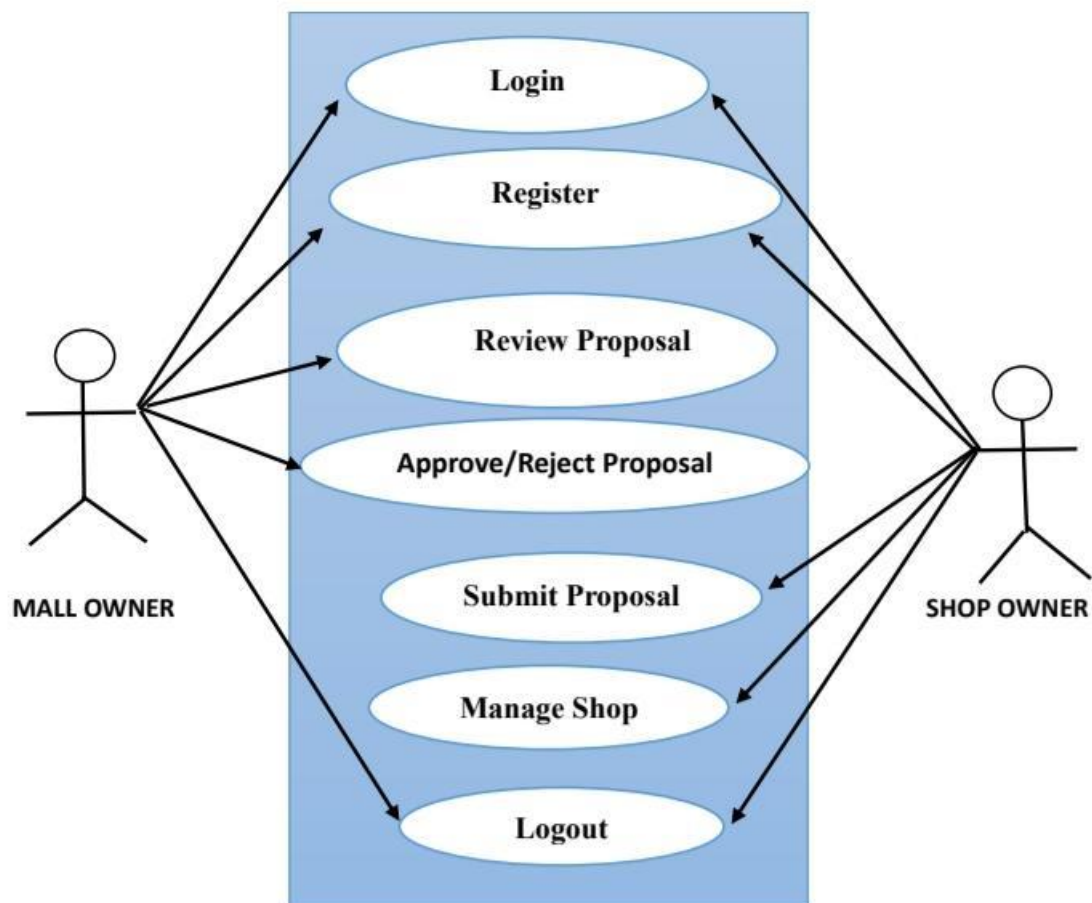 Login
Register
Review Proposal
Approve/Reject Proposal
Submit Proposal
MALL OWNER
SHOP OWNER
Manage Shop
Logout